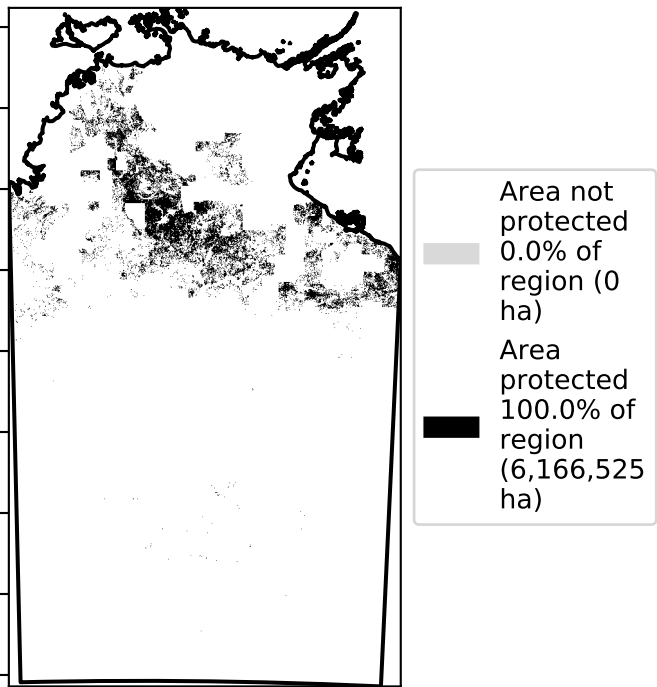 Area not
protected
0.0% of
region (0
ha)
Area
protected
100.0% of
region
(6,166,525
ha)